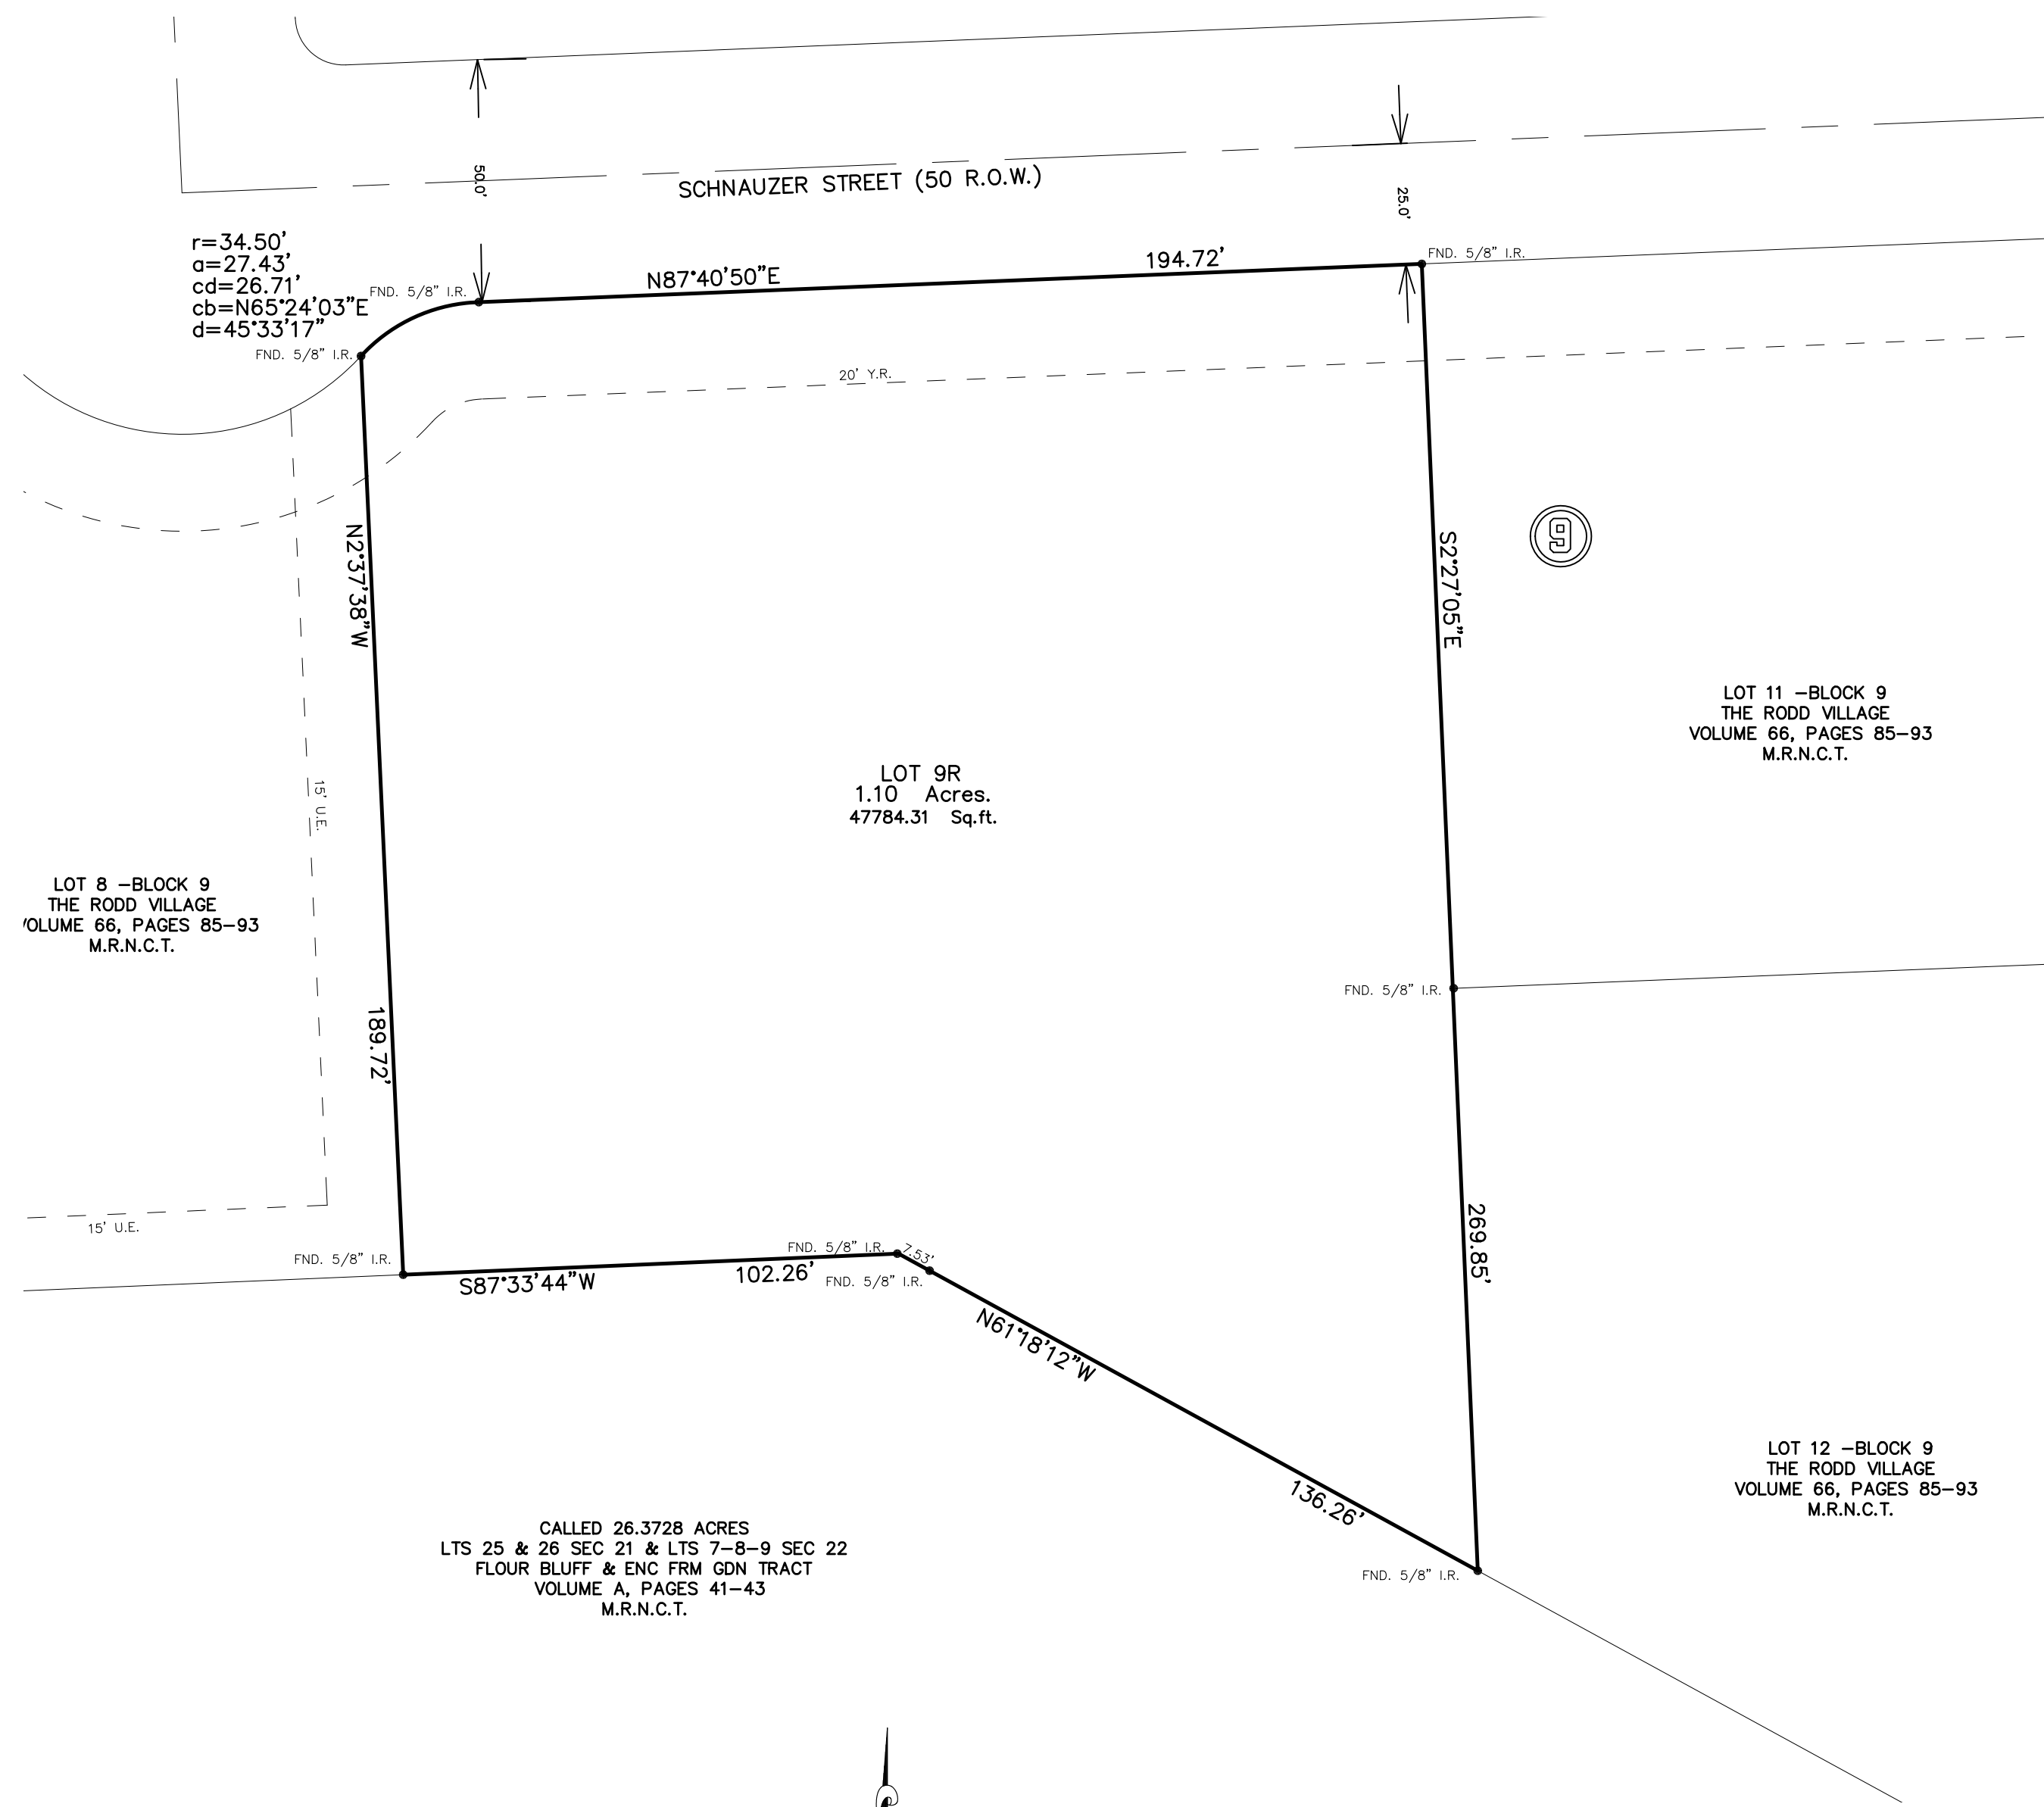 50.0'
SCHNAUZER STREET (50 R.O.W.)
25.0'
r=34.50'
a=27.43'
cd=26.71'
cb=N65°24'03"E
d=45°33'17"
FND. 5/8" I.R.
FND. 5/8" I.R.
N87°40'50"E
194.72'
FND. 5/8" I.R.
20' Y.R.
N2°37'38"W
S2°27'05"E
9
LOT 11 -BLOCK 9
THE RODD VILLAGE
VOLUME 66, PAGES 85-93
M.R.N.C.T.
LOT 9R
1.10 Acres.
47784.31 Sq.ft.
15' U.E.
LOT 8 -BLOCK 9
THE RODD VILLAGE
VOLUME 66, PAGES 85-93
M.R.N.C.T.
FND. 5/8" I.R.
189.72'
15' U.E.
FND. 5/8" I.R.
FND. 5/8" I.R.
7.53'
FND. 5/8" I.R.
S87°33'44"W
102.26'
269.85'
N61°18'12"W
136.26'
FND. 5/8" I.R.
LOT 12 -BLOCK 9
THE RODD VILLAGE
VOLUME 66, PAGES 85-93
M.R.N.C.T.
CALLED 26.3728 ACRES
LTS 25 & 26 SEC 21 & LTS 7-8-9 SEC 22
FLOUR BLUFF & ENC FRM GDN TRACT
VOLUME A, PAGES 41-43
M.R.N.C.T.